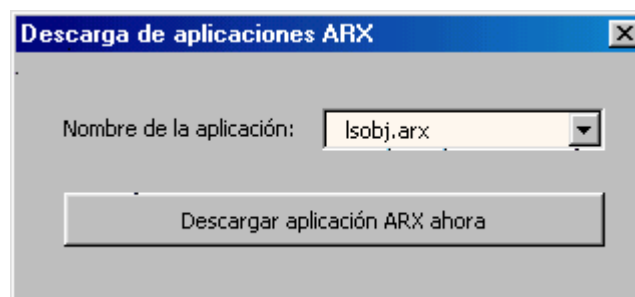 Descarga de aplicaciones ARX
Nombre de la aplicación: lsobj.arx
Descargar aplicación ARX ahora